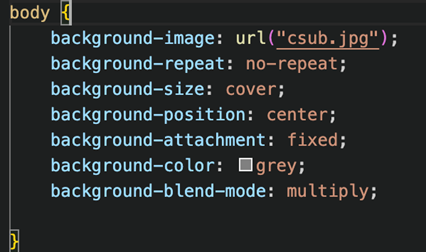 body {
background-image: url("csub.jpg");
background-repeat: no-repeat;
background-size: cover;
background-position: center;
background-attachment: fixed;
background-color: grey;
background-blend-mode: multiply;
}